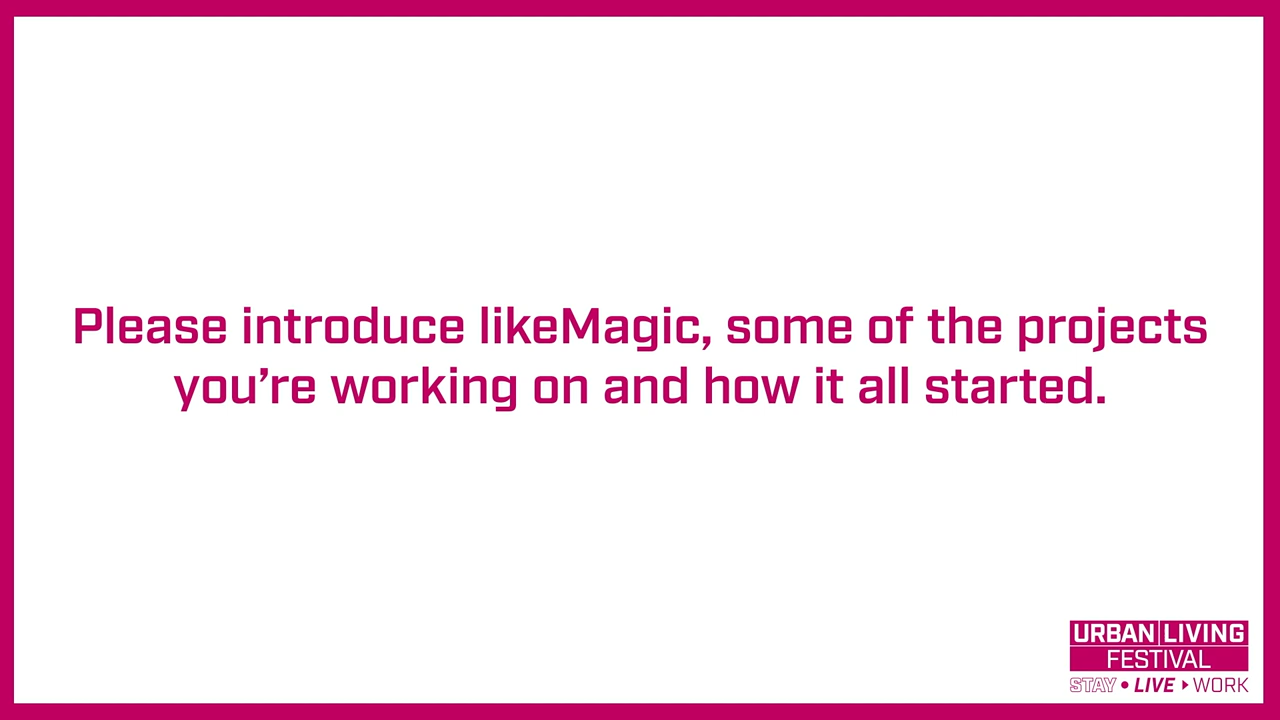 Please introduce likeMagic, some of the projects
you’re working on and how it all started.
URBAN LIVING
FESTIVAL
STAY • LIVE ▸ WORK